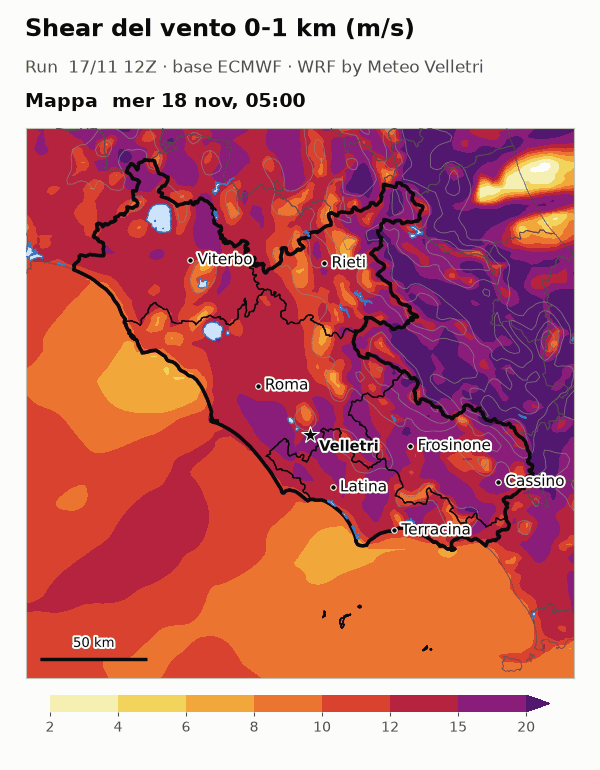 Shear del vento 0-1 km (m/s)
Run  17/11 12Z · base ECMWF · WRF by Meteo Velletri
Mappa  mer 18 nov, 05:00
Viterbo
Rieti
Roma
Velletri
Frosinone
Cassino
Latina
Terracina
50 km
2 4 6 8 10 12 15 20